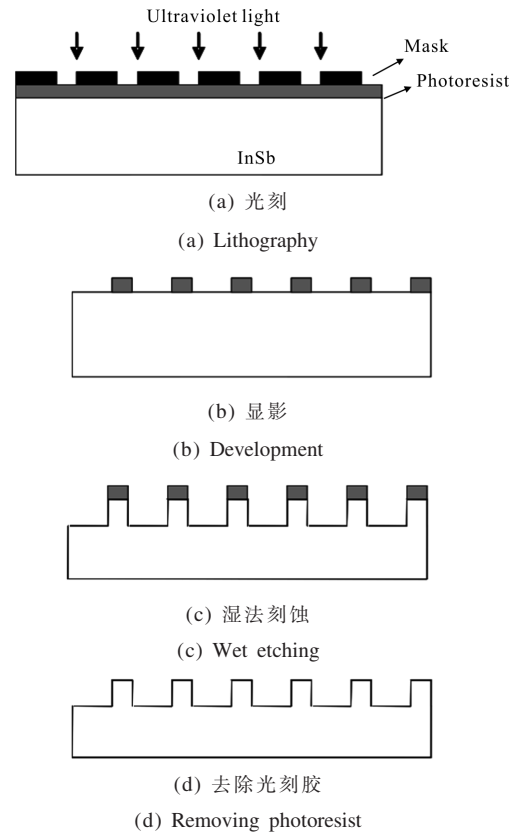 Ultraviolet light
Mask
Photoresist
InSb
(a) 光刻
(a) Lithography
(b) 显影
(b) Development
(c) 湿法刻蚀
(c) Wet etching
(d) 去除光刻胶
(d) Removing photoresist